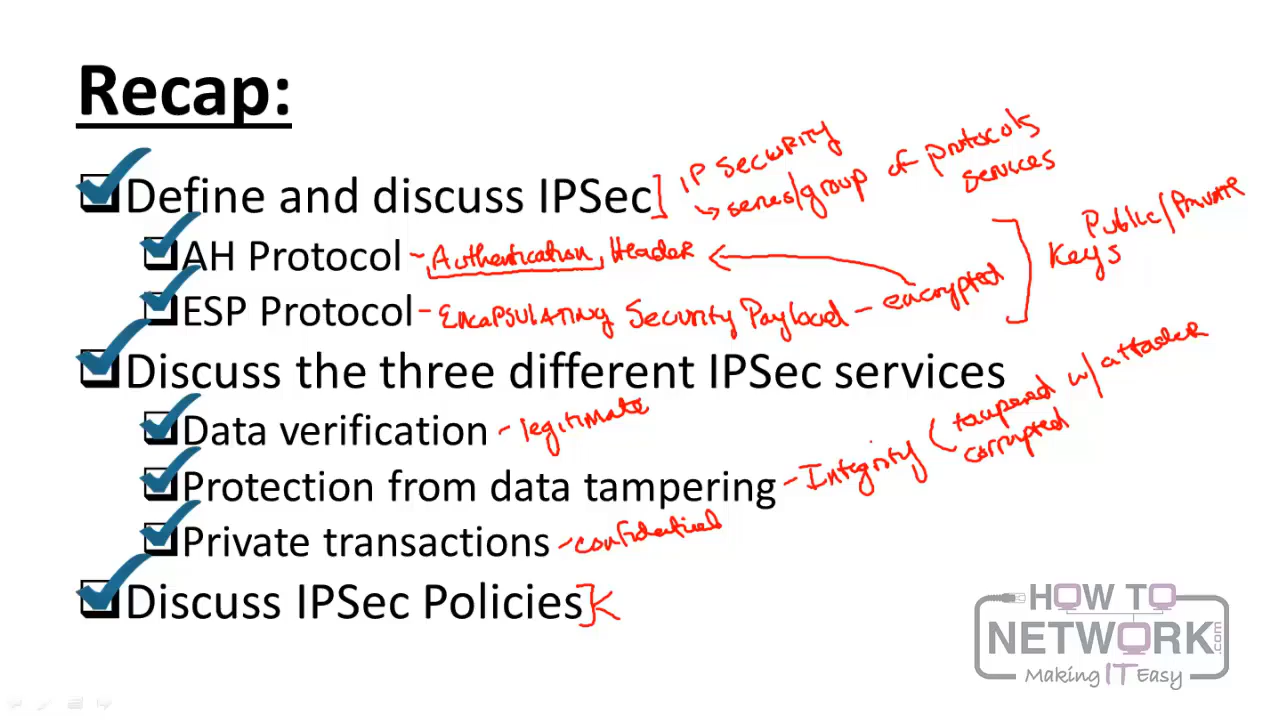 Recap:
IP Security
series/group of protocols
services
Define and discuss IPSec]
Public/Private
Keys
AH Protocol - Authentication Header
ESP Protocol - Encapsulating Security Payload - encrypted
Discuss the three different IPSec services
Data verification - legitimate
tampered w/ attacker
corrupted
Protection from data tampering - Integrity
Private transactions - confidential
Discuss IPSec Policies]
HOW TO
NETWORK.com
Making IT Easy